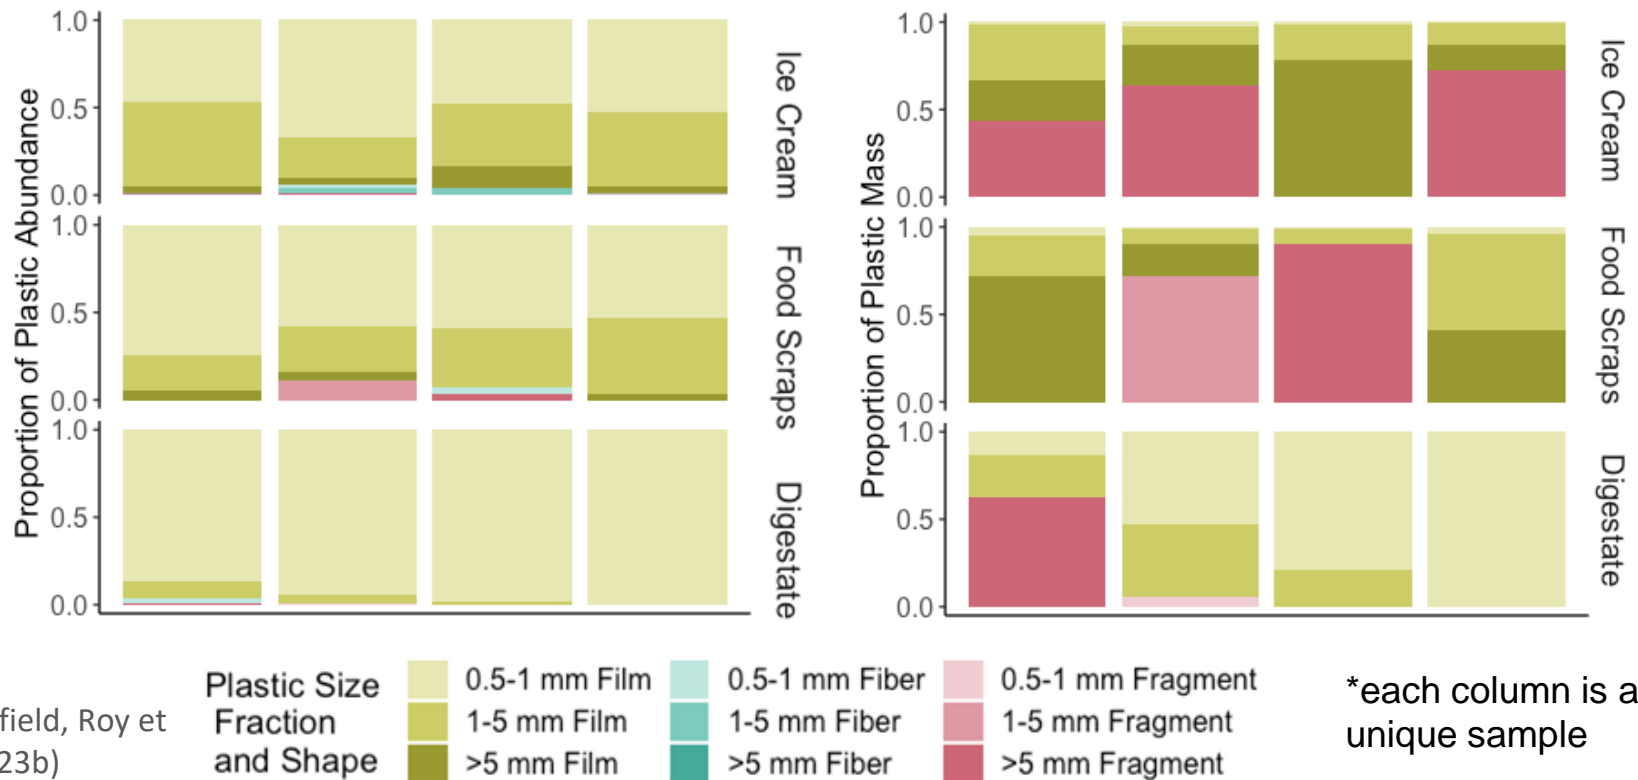 Proportion of Plastic Abundance
1.0
0.5
0.0
Ice Cream
1.0
0.5
0.0
Food Scraps
1.0
0.5
0.0
Digestate
Proportion of Plastic Mass
1.0
0.5
0.0
Ice Cream
1.0
0.5
0.0
Food Scraps
1.0
0.5
0.0
Digestate
Plastic Size
Fraction
and Shape
0.5-1 mm Film
1-5 mm Film
>5 mm Film
0.5-1 mm Fiber
1-5 mm Fiber
>5 mm Fiber
0.5-1 mm Fragment
1-5 mm Fragment
>5 mm Fragment
field, Roy et
23b)
*each column is a
unique sample